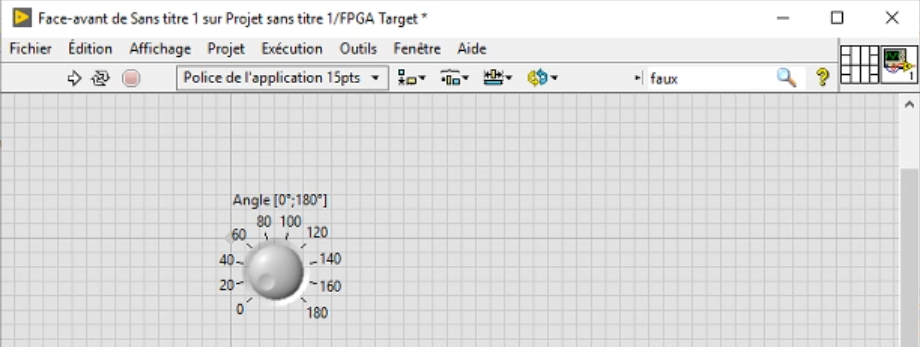 Face-avant de Sans titre 1 sur Projet sans titre 1/FPGA Target *
Fichier Édition Affichage Projet Exécution Outils Fenêtre Aide
Police de l'application 15pts faux ? 1
Angle [0°;180°]
80 100
60 120
40 140
20 160
0 180